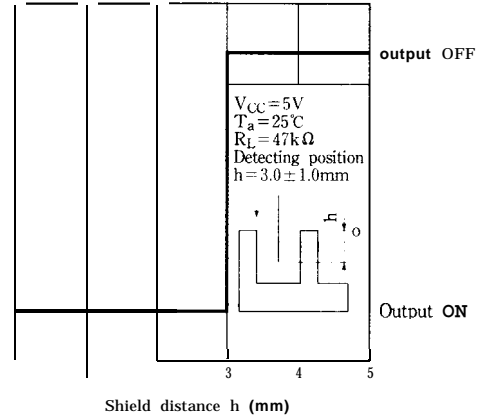 output OFF
V_CC=5V
T_a=25℃
R_L=47kΩ
Detecting position
h=3.0±1.0mm
h
0
Output ON
3 4 5
Shield distance h (mm)